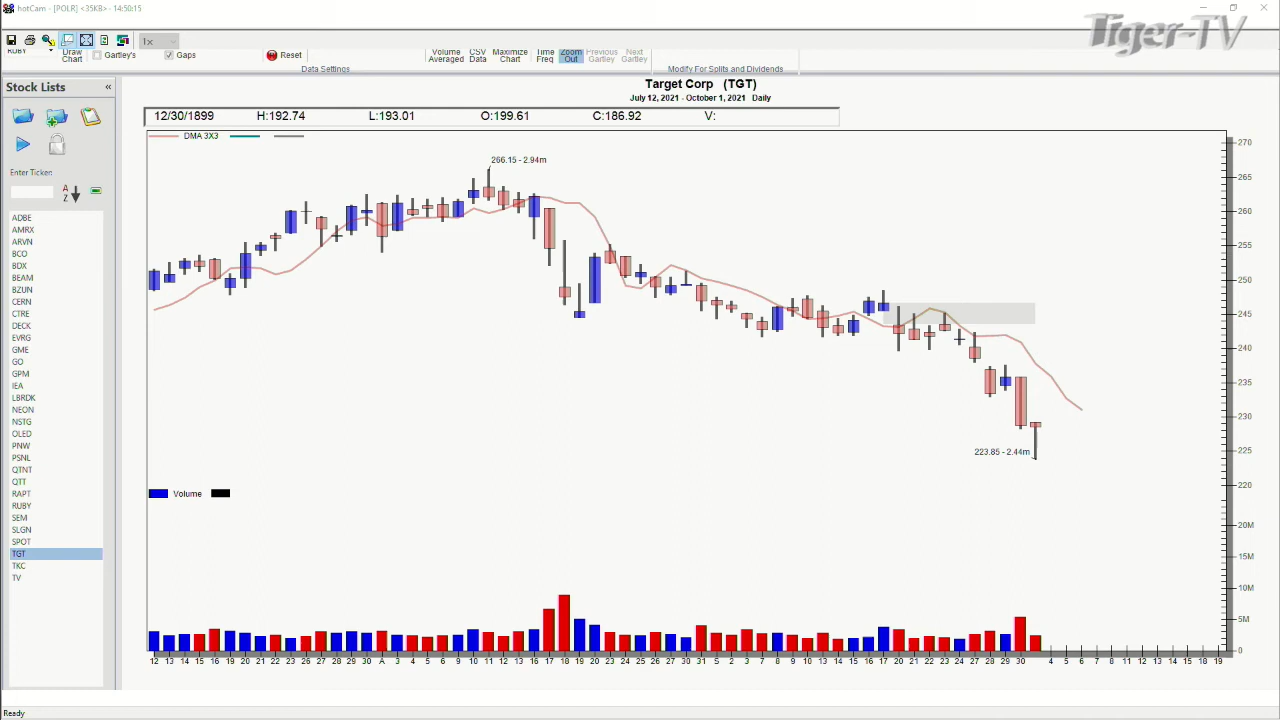 hotCam - [POLR] <35KB> - 14:50:15
Tiger-TV
1x
RUBY
Draw
Chart
Gartley's
Gaps
Reset
Volume
Averaged
CSV
Data
Maximize
Chart
Time
Freq
Zoom
Out
Previous
Gartley
Next
Gartley
Data Settings
Modify For Splits and Dividends
Stock Lists «
Target Corp (TGT)
July 12, 2021 - October 1, 2021 Daily
12/30/1899 H:192.74 L:193.01 O:199.61 C:186.92 V:
DMA 3X3
Enter Ticker:
A
Z
ADBE
AMRX
ARVN
BCO
BDX
BEAM
BZUN
CERN
CTRE
DECK
EVRG
GME
GO
GPM
IEA
LBRDK
NEON
NSTG
OLED
PNW
PSNL
QTNT
QTT
RAPT
RUBY
SEM
SLGN
SPOT
TGT
TKC
TV
266.15 - 2.94m
223.85 - 2.44m
270
265
260
255
250
245
240
235
230
225
220
Volume
20M
15M
10M
5M
0
12 13 14 15 16 19 20 21 22 23 26 27 28 29 30 A 3 4 5 6 9 10 11 12 13 16 17 18 19 20 23 24 25 26 27 30 31 S 2 3 7 8 9 10 13 14 15 16 17 20 21 22 23 24 27 28 29 30 4 5 6 7 8 11 12 13 14 15 18 19
Ready